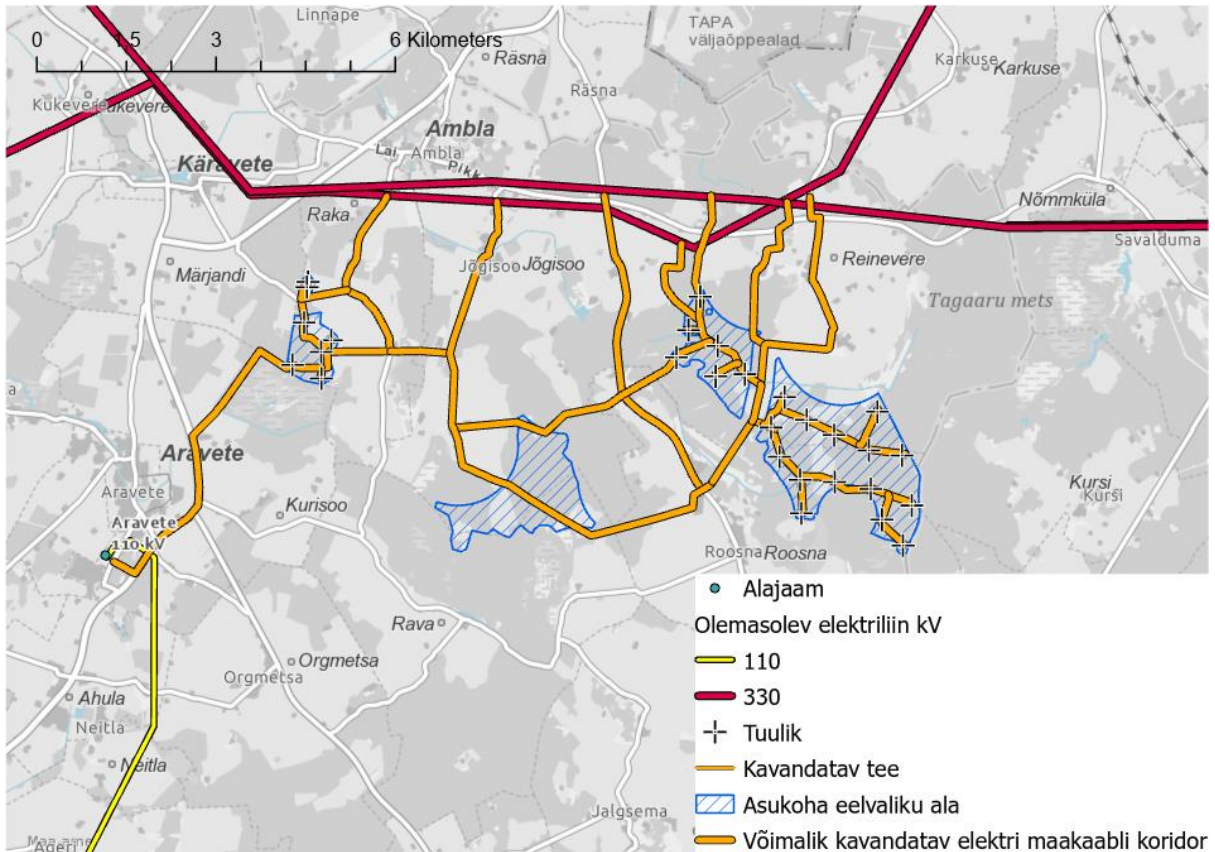 Linnape
TAPA
väljaõppealad
0
1,5
3
6 Kilometers
Räsna
Karkuse
Karkuse
Kukevere
Kukevere
Räsna
Ambla
Lai
Ambla
Pikk
Käravete
Raka
Nõmmküla
Savalduma
Märjandi
Jõgisoo
Jõgisoo
Reinevere
Tagaaru mets
a
Aravete
Aravete
Kursi
Kursi
Kurisoo
Aravete
110 kV
Roosna
Roosna
Alajaam
Olemasolev elektriliin kV
Rava
110
Orgmetsa
Orgmetsa
330
Ahula
Neitla
Tuulik
Neitla
Kavandatav tee
Asukoha eelvaliku ala
Jalgsema
Võimalik kavandatav elektri maakaabli koridor
Ageri